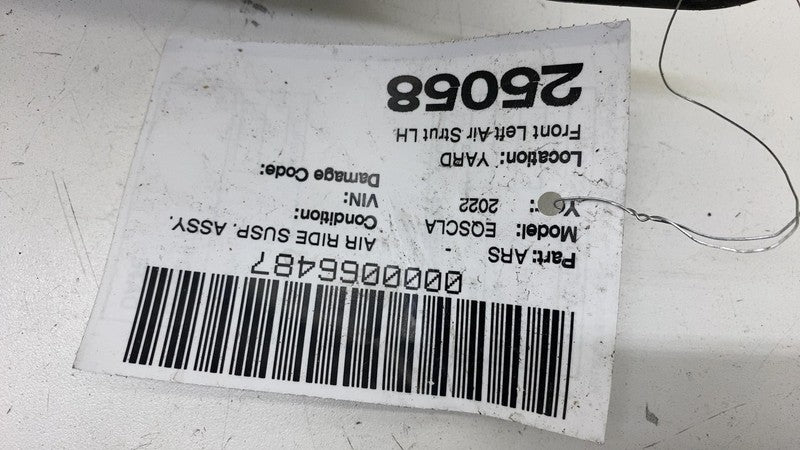 0000066487
Part: ARS - AIR RIDE SUSP. ASSY.
Model: EQSCLA Condition:
Y : 2022 VIN:
Damage Code:
Location: YARD
Front Left Air Strut LH
25058